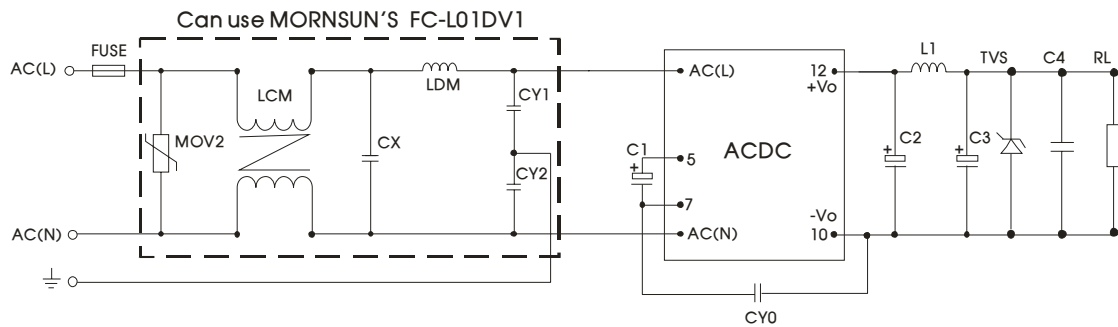 Can use MORNSUN'S FC-L01DV1
FUSE
AC(L)
LCM
MOV2
CX
LDM
CY1
CY2
AC(N)
AC(L)
ACDC
C1
5
7
AC(N)
12
+Vo
-Vo
10
CY0
L1
C2
C3
TVS
C4
RL